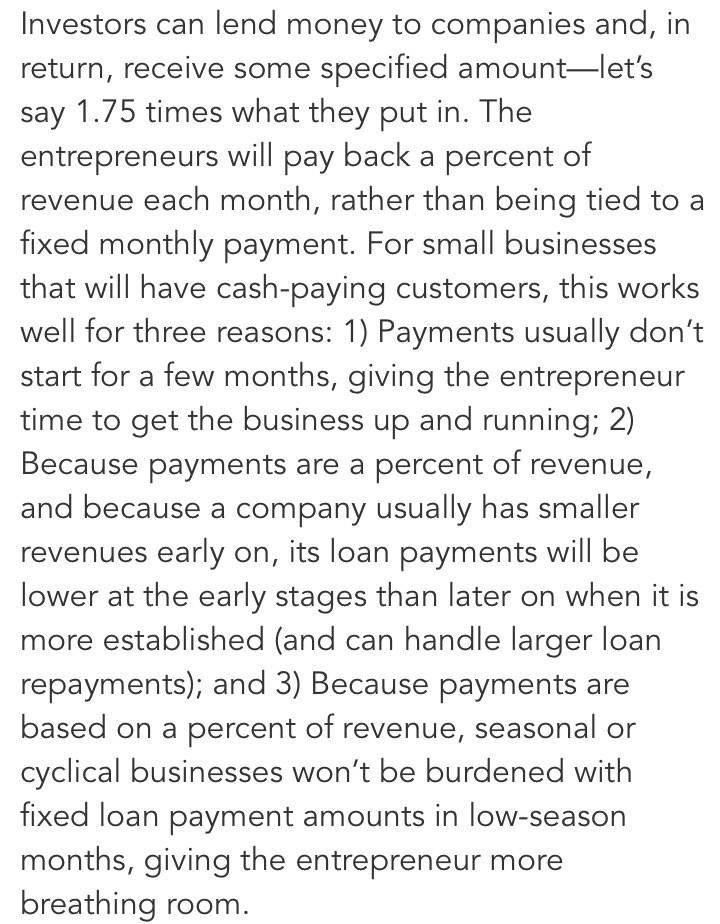 Investors can lend money to companies and, in
return, receive some specified amount—let’s
say 1.75 times what they put in. The
entrepreneurs will pay back a percent of
revenue each month, rather than being tied to a
fixed monthly payment. For small businesses
that will have cash-paying customers, this works
well for three reasons: 1) Payments usually don’t
start for a few months, giving the entrepreneur
time to get the business up and running; 2)
Because payments are a percent of revenue,
and because a company usually has smaller
revenues early on, its loan payments will be
lower at the early stages than later on when it is
more established (and can handle larger loan
repayments); and 3) Because payments are
based on a percent of revenue, seasonal or
cyclical businesses won’t be burdened with
fixed loan payment amounts in low-season
months, giving the entrepreneur more
breathing room.